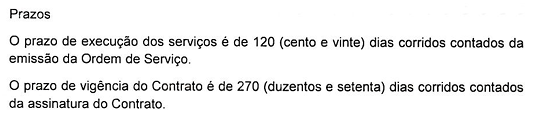 Prazos
O prazo de execução dos serviços é de 120 (cento e vinte) dias corridos contados da
emissão da Ordem de Serviço.
O prazo de vigência do Contrato é de 270 (duzentos e setenta) dias corridos contados
da assinatura do Contrato.